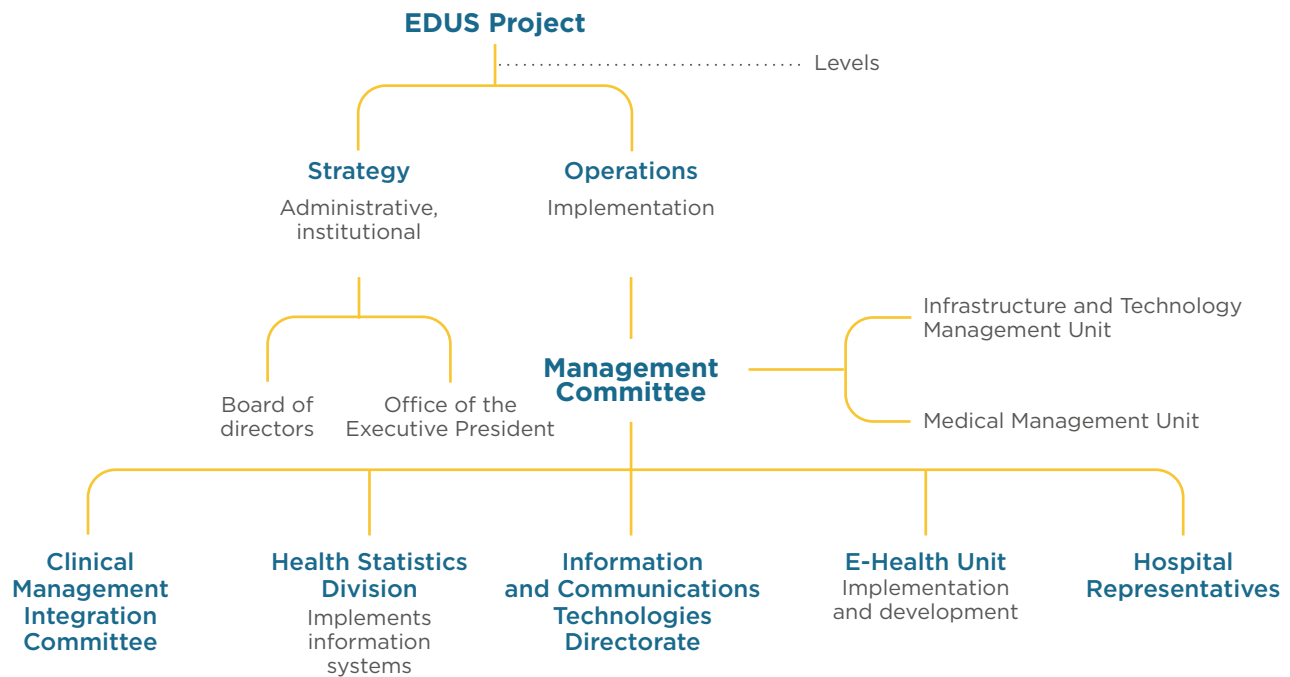 EDUS Project
Levels
Strategy
Administrative,
institutional
Operations
Implementation
Board of
directors
Office of the
Executive President
Management
Committee
Infrastructure and Technology
Management Unit
Medical Management Unit
Clinical
Management
Integration
Committee
Health Statistics
Division
Implements
information
systems
Information
and Communications
Technologies
Directorate
E-Health Unit
Implementation
and development
Hospital
Representatives